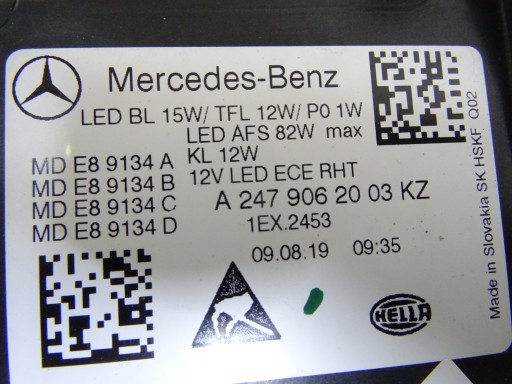 Mercedes-Benz
LED BL 15W/ TFL 12W/ P0 1W
LED AFS 82W max
KL 12W
12V LED ECE RHT
MD E8 9134 A
MD E8 9134 B
MD E8 9134 C
MD E8 9134 D
A 247 906 20 03 KZ
1EX.2453
09.08.19 09:35
HELLA
Made in Slovakia SK HSKF Q02